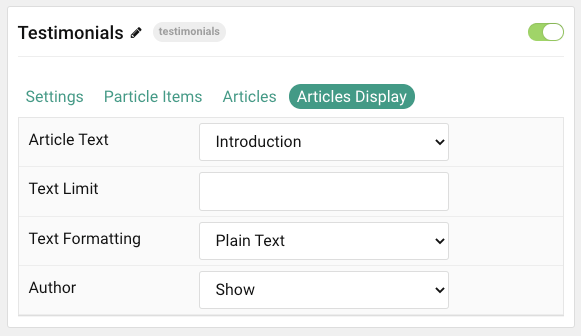 Testimonials testimonials
Settings Particle Items Articles Articles Display
Article Text Introduction
Text Limit
Text Formatting Plain Text
Author Show